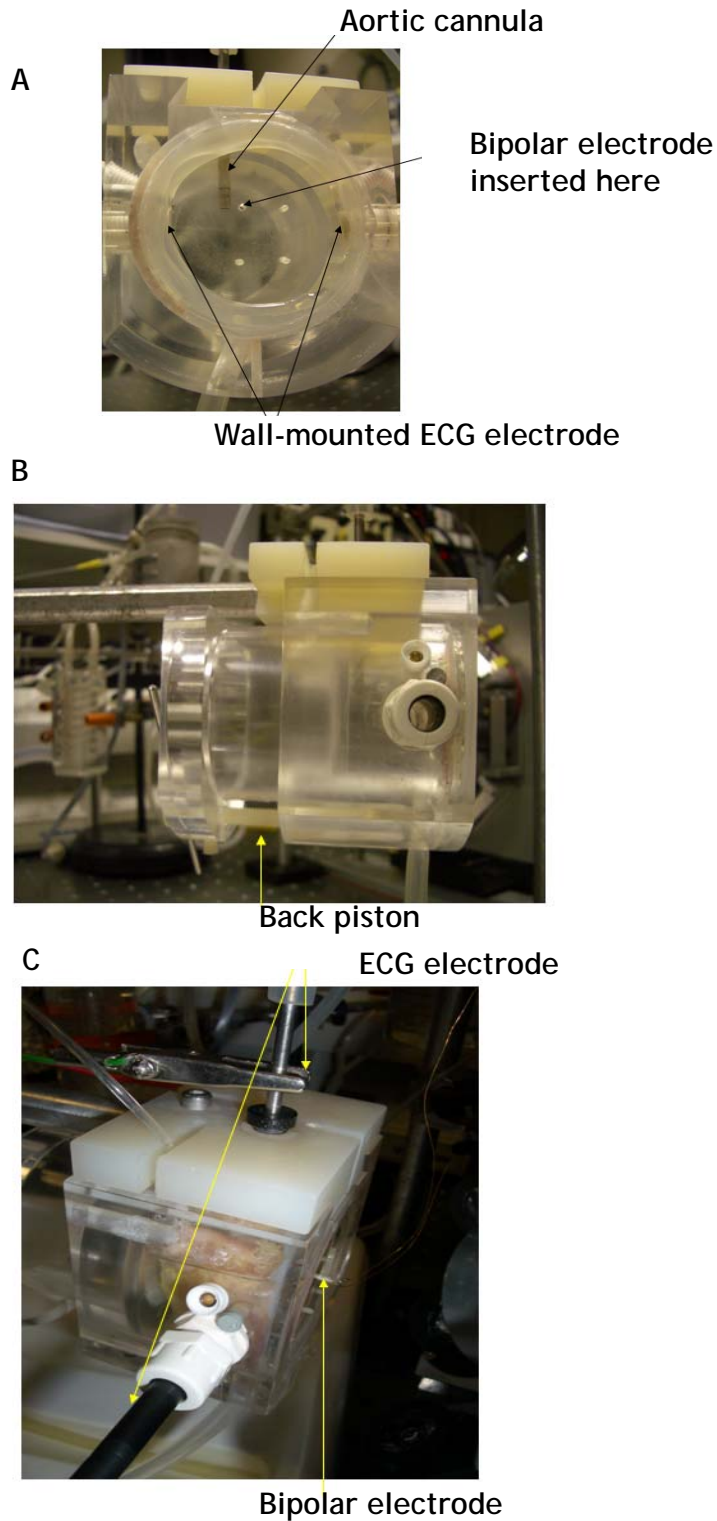 Aortic cannula
A
Bipolar electrode
inserted here
Wall-mounted ECG electrode
B
Back piston
C
ECG electrode
Bipolar electrode